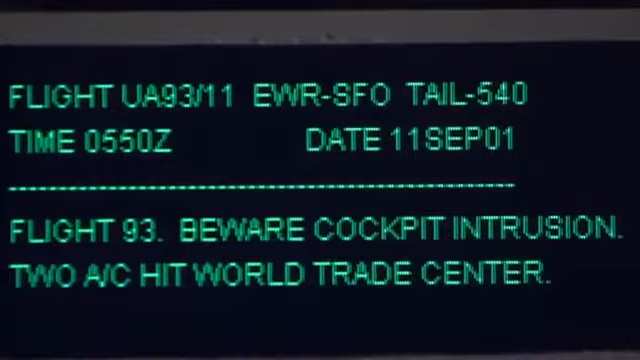 FLIGHT UA93/11 EWR-SFO TAIL-540
TIME 0550Z DATE 11SEP01
FLIGHT 93. BEWARE COCKPIT INTRUSION.
TWO A/C HIT WORLD TRADE CENTER.